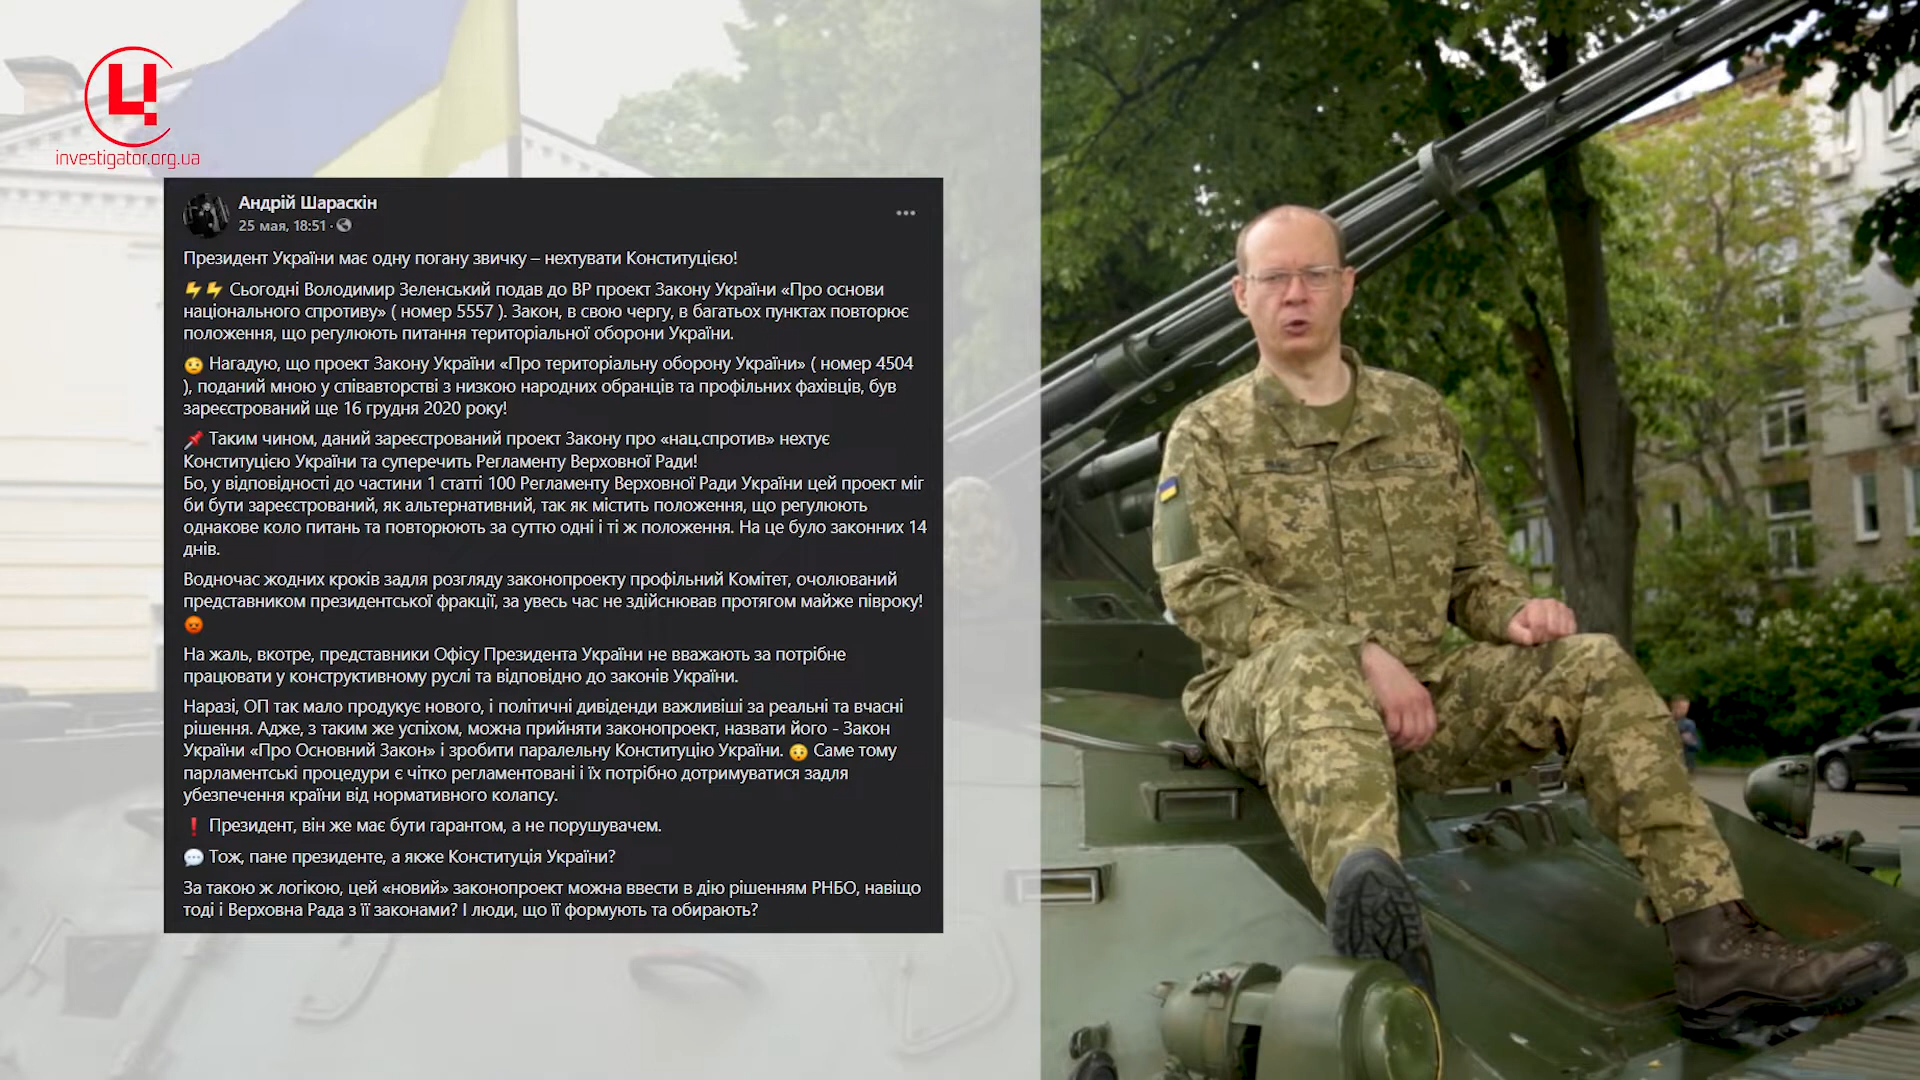 Ц
investigator.org.ua
Андрій Шараскін
25 мая, 18:51 ·
Президент України має одну погану звичку – нехтувати Конституцією!
⚡⚡ Сьогодні Володимир Зеленський подав до ВР проект Закону України «Про основи
національного спротиву» ( номер 5557 ). Закон, в свою чергу, в багатьох пунктах повторює
положення, що регулюють питання територіальної оборони України.
🤨 Нагадую, що проект Закону України «Про територіальну оборону України» ( номер 4504
), поданий мною у співавторстві з низкою народних обранців та профільних фахівців, був
зареєстрований ще 16 грудня 2020 року!
📌 Таким чином, даний зареєстрований проект Закону про «нац.спротив» нехтує
Конституцією України та суперечить Регламенту Верховної Ради!
Бо, у відповідності до частини 1 статті 100 Регламенту Верховної Ради України цей проект міг
би бути зареєстрований, як альтернативний, так як містить положення, що регулюють
однакове коло питань та повторюють за суттю одні і ті ж положення. На це було законних 14
днів.
Водночас жодних кроків задля розгляду законопроекту профільний Комітет, очолюваний
представником президентської фракції, за увесь час не здійснював протягом майже півроку!
😡
На жаль, вкотре, представники Офісу Президента України не вважають за потрібне
працювати у конструктивному руслі та відповідно до законів України.
Наразі, ОП так мало продукує нового, і політичні дивіденди важливіші за реальні та вчасні
рішення. Адже, з таким же успіхом, можна прийняти законопроект, назвати його - Закон
України «Про Основний Закон» і зробити паралельну Конституцію України. 😯 Саме тому
парламентські процедури є чітко регламентовані і їх потрібно дотримуватися задля
убезпечення країни від нормативного колапсу.
❗ Президент, він же має бути гарантом, а не порушувачем.
💬 Тож, пане президенте, а якже Конституція України?
За такою ж логікою, цей «новий» законопроект можна ввести в дію рішенням РНБО, навіщо
тоді і Верховна Рада з її законами? І люди, що її формують та обирають?